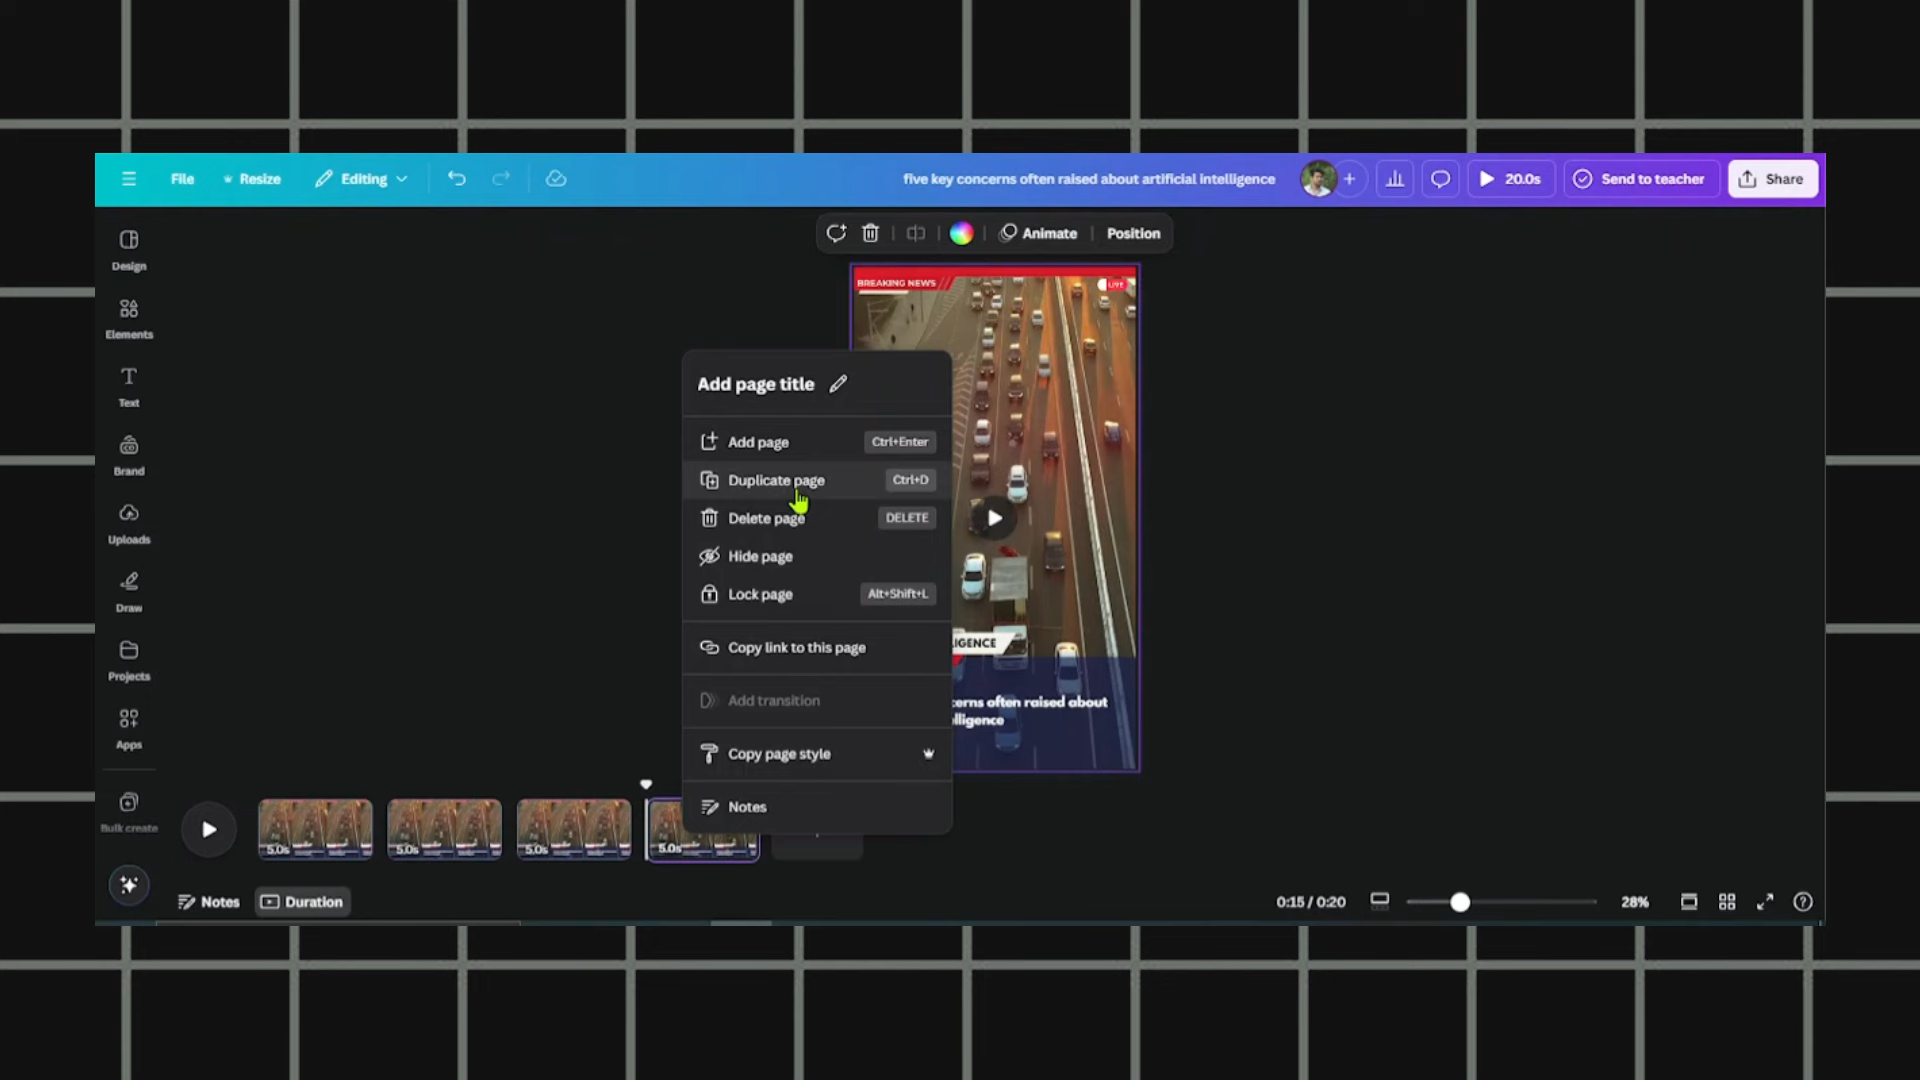 File
Resize
Editing
five key concerns often raised about artificial intelligence
20.0s
Send to teacher
Share
Animate
Position
Design
Elements
Text
Brand
Uploads
Draw
Projects
Apps
Bulk create
BREAKING NEWS
LIVE
IGENCE
erns often raised about
lligence
Add page title
Add page Ctrl+Enter
Duplicate page Ctrl+D
Delete page DELETE
Hide page
Lock page Alt+Shift+L
Copy link to this page
Add transition
Copy page style
Notes
5.0s
5.0s
5.0s
5.0s
Notes
Duration
0:15 / 0:20
28%